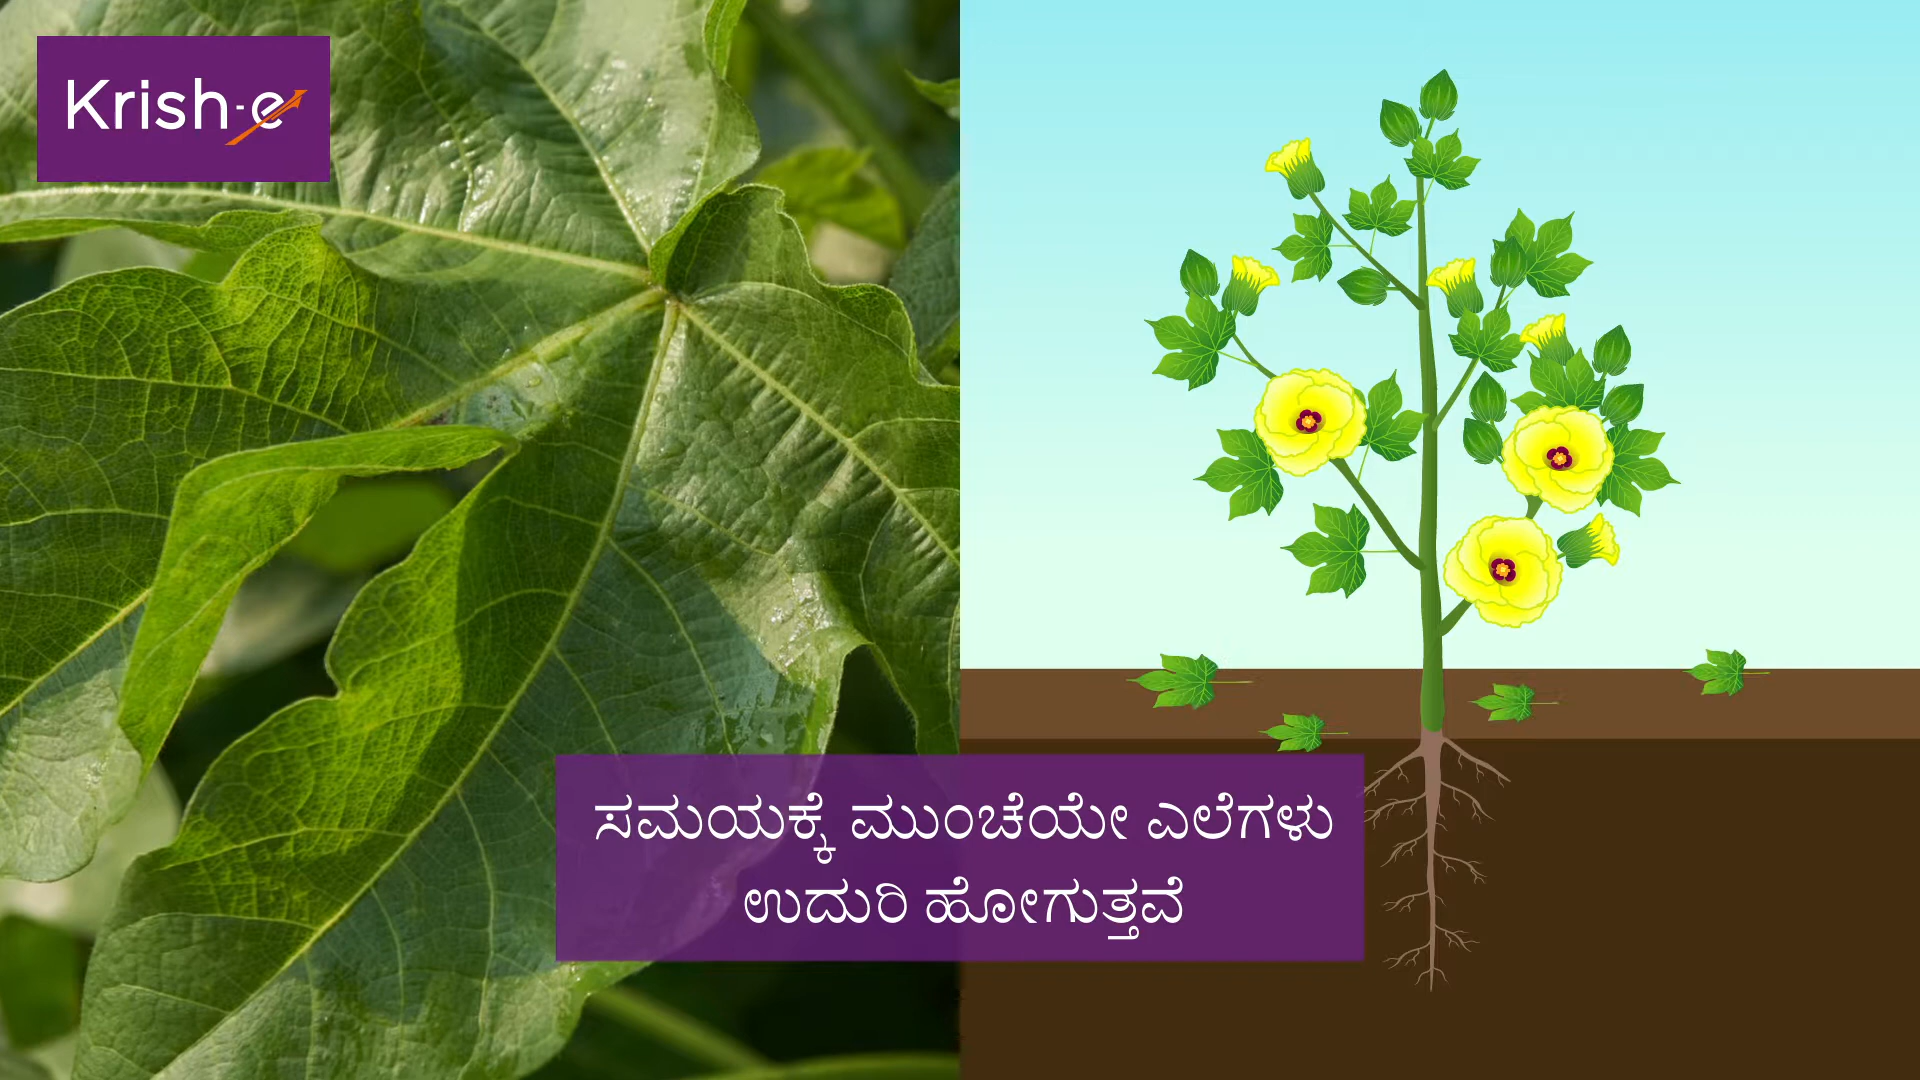 Krish-e
ಸಮಯಕ್ಕೆ ಮುಂಚೆಯೇ ಎಲೆಗಳು
ಉದುರಿ ಹೋಗುತ್ತವೆ